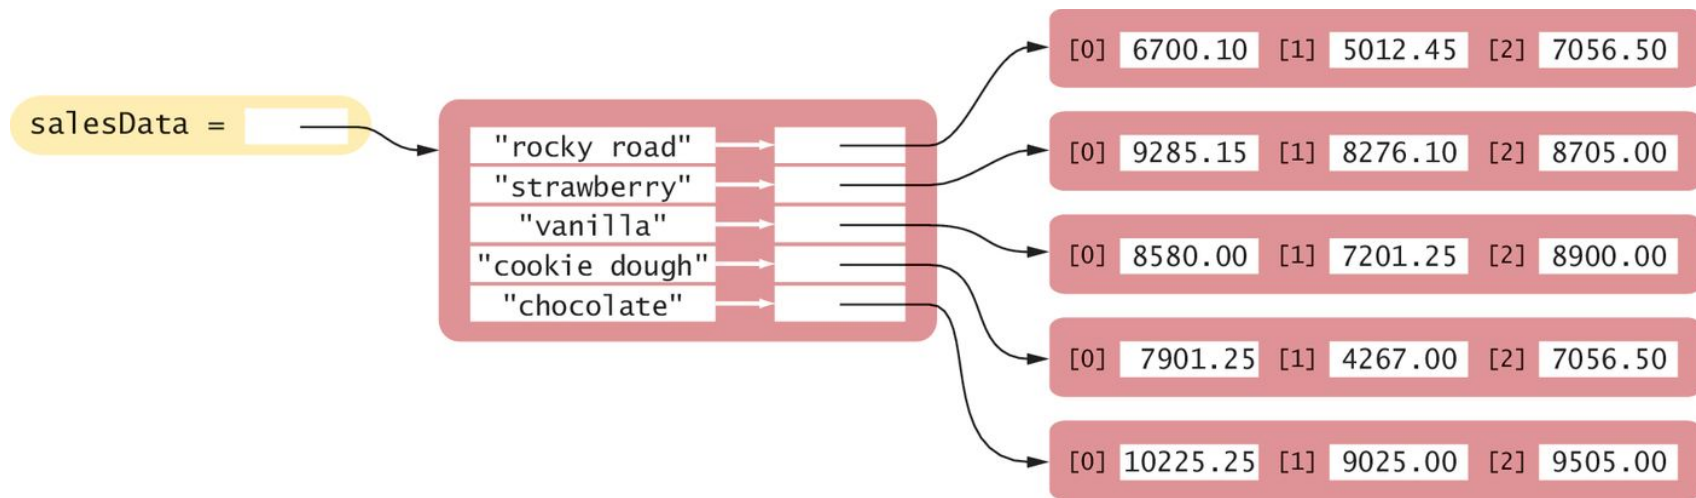 [0] 6700.10 [1] 5012.45 [2] 7056.50
salesData =
"rocky road"
[0] 9285.15 [1] 8276.10 [2] 8705.00
"strawberry"
"vanilla"
[0] 8580.00 [1] 7201.25 [2] 8900.00
"cookie dough"
"chocolate"
[0] 7901.25 [1] 4267.00 [2] 7056.50
[0] 10225.25 [1] 9025.00 [2] 9505.00